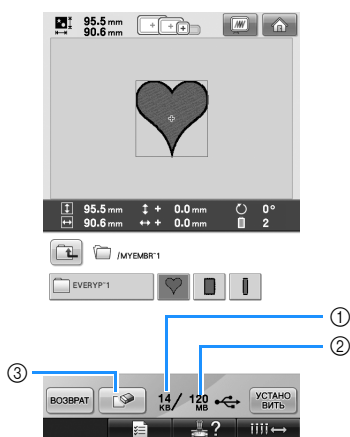 95.5 mm
90.6 mm
95.5 mm + 0.0 mm 0°
90.6 mm + 0.0 mm 2
/MYEMBR~1
EVERYP~1
①
②
③
ВОЗВРАТ 14 KB / 120 MB УСТАНО
ВИТЬ
?